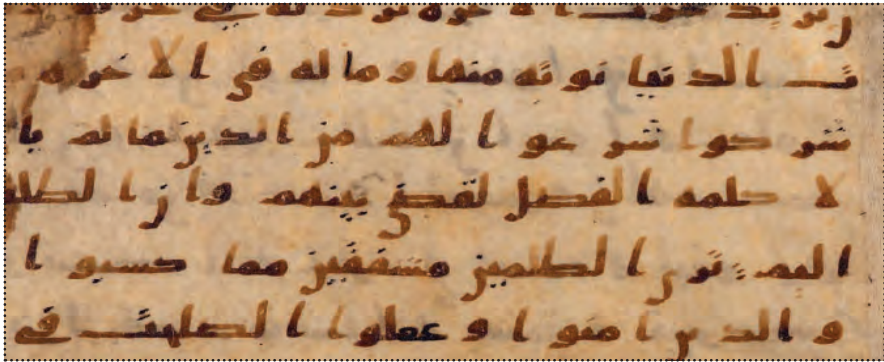 ث الدنيا نوته منها وما له في الاخره م
شركوا شرعوا لهم من الدين ما لم يا
لا كلمه الفصل لقضي بينهم وان الظلم
اليم ترى الظلمين مشفقين مما كسبوا
والذين امنوا وعملوا الصلحت في